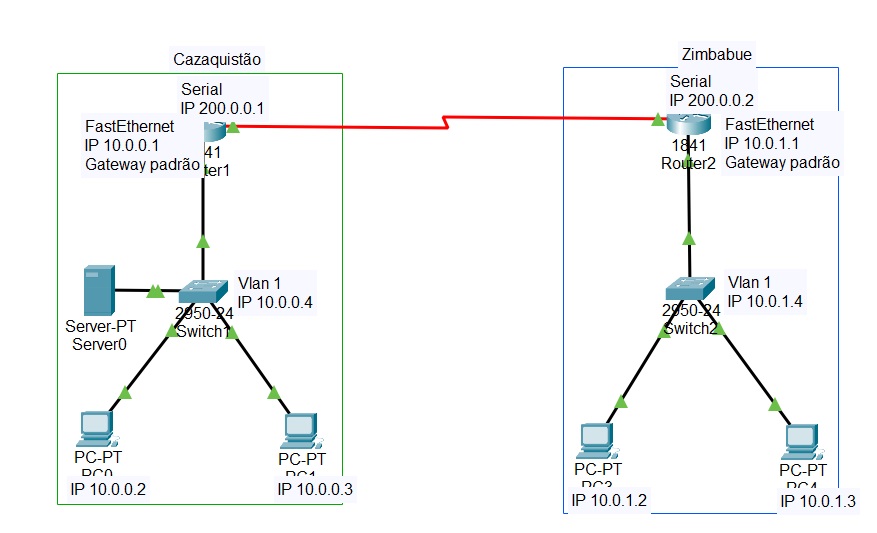 Cazaquistão
Serial
IP 200.0.0.1
FastEthernet
IP 10.0.0.1
Gateway padrão
41
ter1
Server-PT
Server0
Vlan 1
IP 10.0.0.4
2950-24
Switch1
PC-PT
PC0
IP 10.0.0.2
PC-PT
PC1
IP 10.0.0.3
Zimbabue
Serial
IP 200.0.0.2
FastEthernet
IP 10.0.1.1
Gateway padrão
1841
Router2
Vlan 1
IP 10.0.1.4
2950-24
Switch2
PC-PT
PC3
IP 10.0.1.2
PC-PT
PC4
IP 10.0.1.3